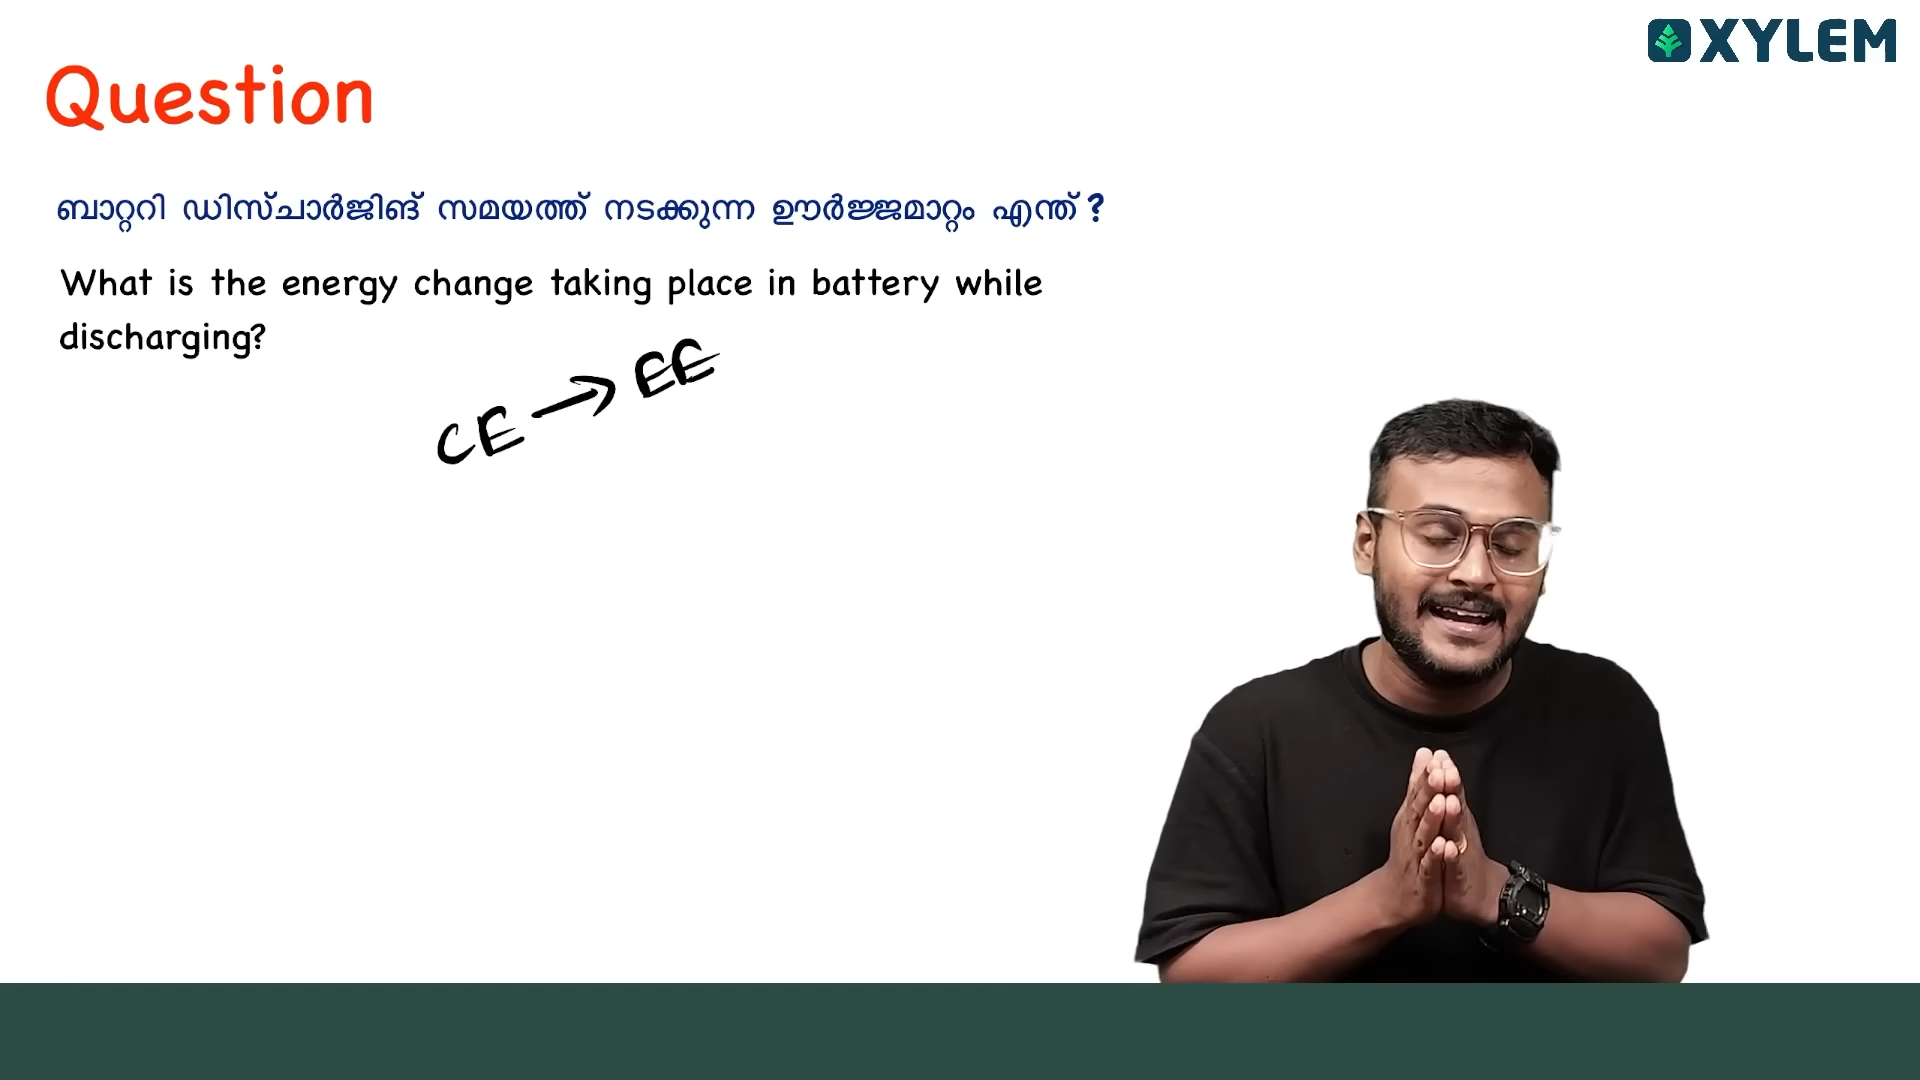 XYLEM
Question
ബാറ്ററി ഡിസ്ചാർജിങ് സമയത്ത് നടക്കുന്ന ഊർജ്ജമാറ്റം എന്ത് ?
What is the energy change taking place in battery while
discharging?
CE → EE